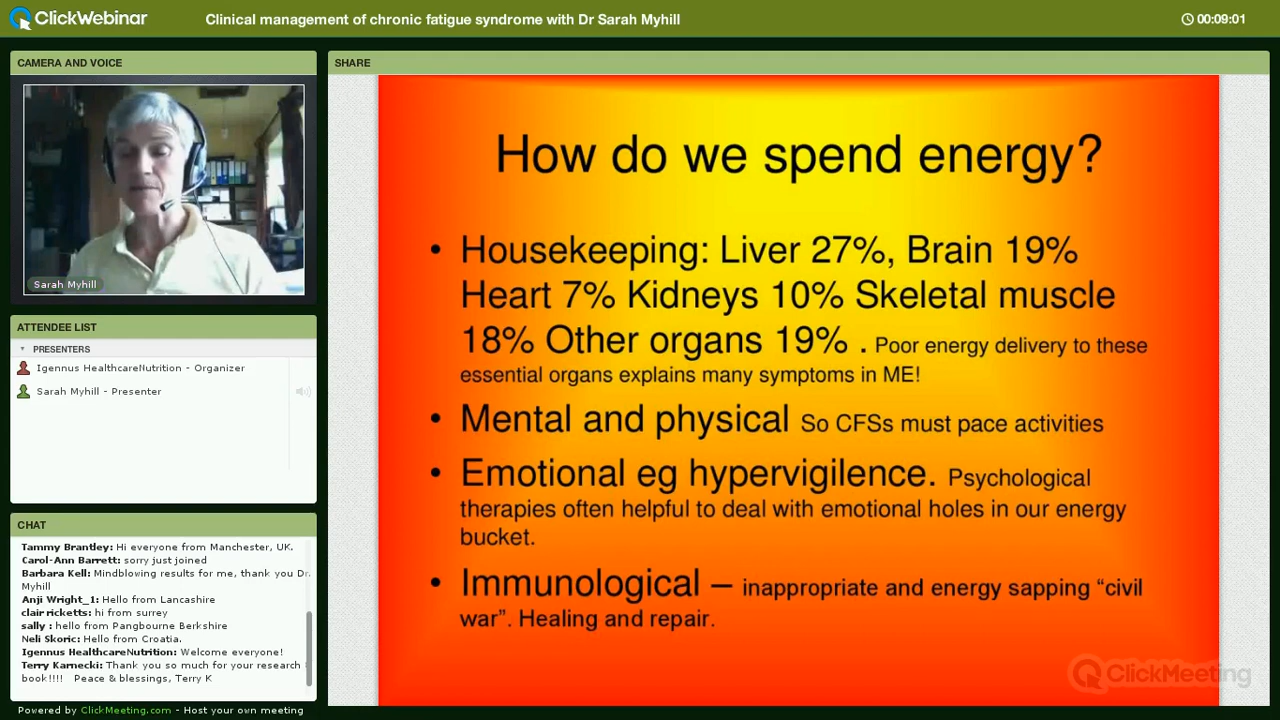 ClickWebinar
Clinical management of chronic fatigue syndrome with Dr Sarah Myhill
00:09:01
CAMERA AND VOICE
Sarah Myhill
ATTENDEE LIST
PRESENTERS
Igennus HealthcareNutrition - Organizer
Sarah Myhill - Presenter
CHAT
Tammy Brantley: Hi everyone from Manchester, UK.
Carol-Ann Barrett: sorry just joined
Barbara Kell: Mindblowing results for me, thank you Dr.
Myhill
Anji Wright_1: Hello from Lancashire
clair ricketts: hi from surrey
sally : hello from Pangbourne Berkshire
Neli Skoric: Hello from Croatia.
Igennus HealthcareNutrition: Welcome everyone!
Terry Karnecki: Thank you so much for your research
book!!!! Peace & blessings, Terry K
Powered by ClickMeeting.com - Host your own meeting
SHARE
How do we spend energy?
• Housekeeping: Liver 27%, Brain 19%
Heart 7% Kidneys 10% Skeletal muscle
18% Other organs 19% . Poor energy delivery to these
essential organs explains many symptoms in ME!
• Mental and physical So CFSs must pace activities
• Emotional eg hypervigilence. Psychological
therapies often helpful to deal with emotional holes in our energy
bucket.
• Immunological – inappropriate and energy sapping “civil
war”. Healing and repair.
ClickMeeting